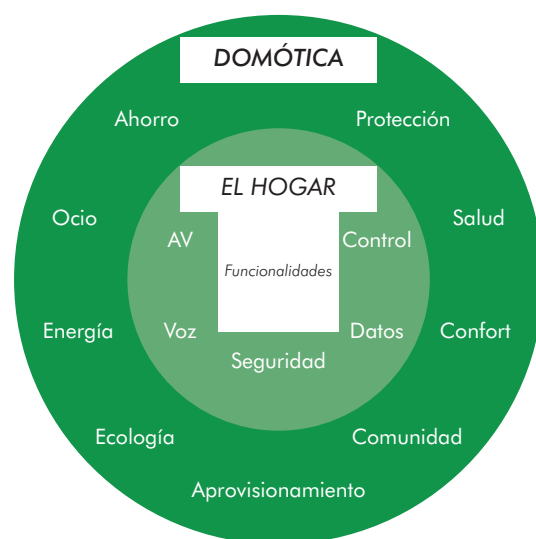 DOMÓTICA
Ahorro
Protección
EL HOGAR
Ocio
Salud
AV
Control
Funcionalidades
Energía
Voz
Datos
Confort
Seguridad
Ecología
Comunidad
Aprovisionamiento